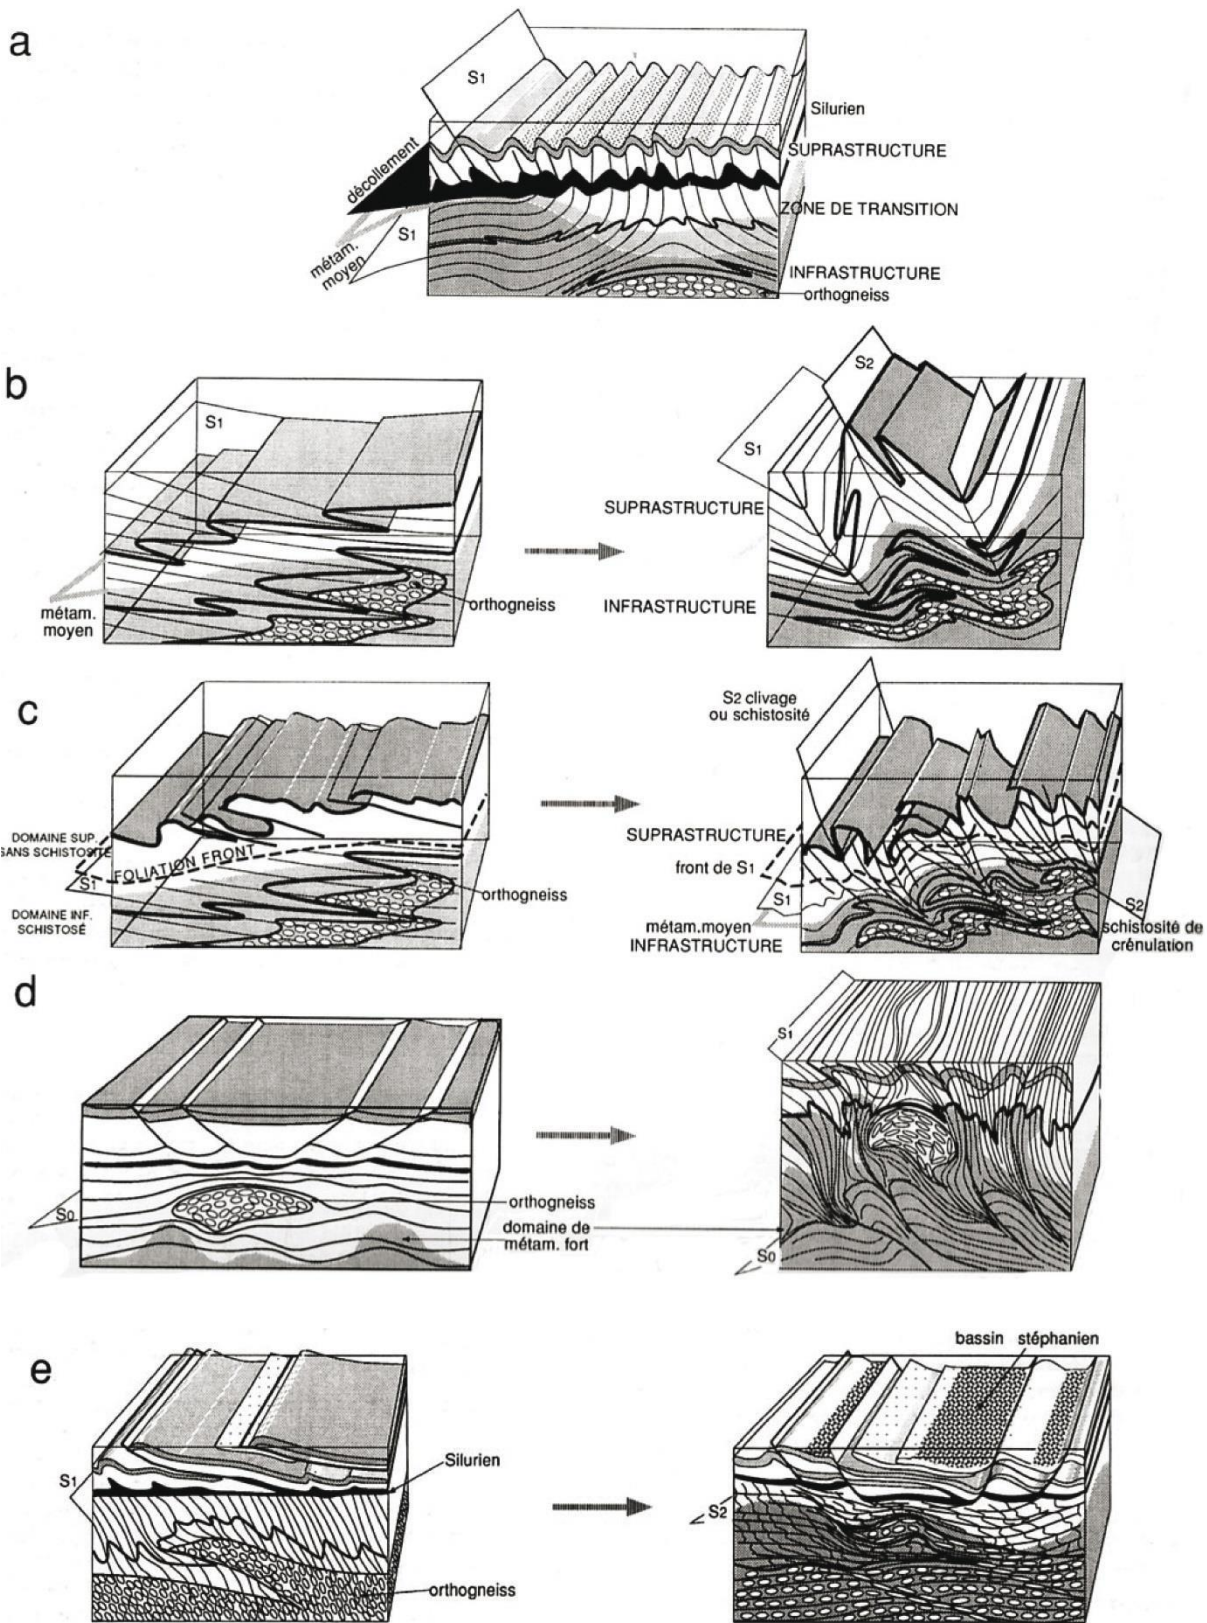 a
S1
Silurien
SUPRASTRUCTURE
décollement
ZONE DE TRANSITION
S1
métam.
moyen
INFRASTRUCTURE
orthogneiss
b
S1
métam.
moyen
orthogneiss
S2
S1
SUPRASTRUCTURE
INFRASTRUCTURE
c
DOMAINE SUP.
SANS SCHISTOSITÉ
FOLIATION FRONT
S1
DOMAINE INF.
SCHISTOSÉ
orthogneiss
S2 clivage
ou schistosité
SUPRASTRUCTURE
front de S1
S1
métam.moyen
INFRASTRUCTURE
S2
schistosité de
crénulation
d
S0
orthogneiss
domaine de
métam. fort
S1
S0
e
S1
Silurien
orthogneiss
bassin stéphanien
S2